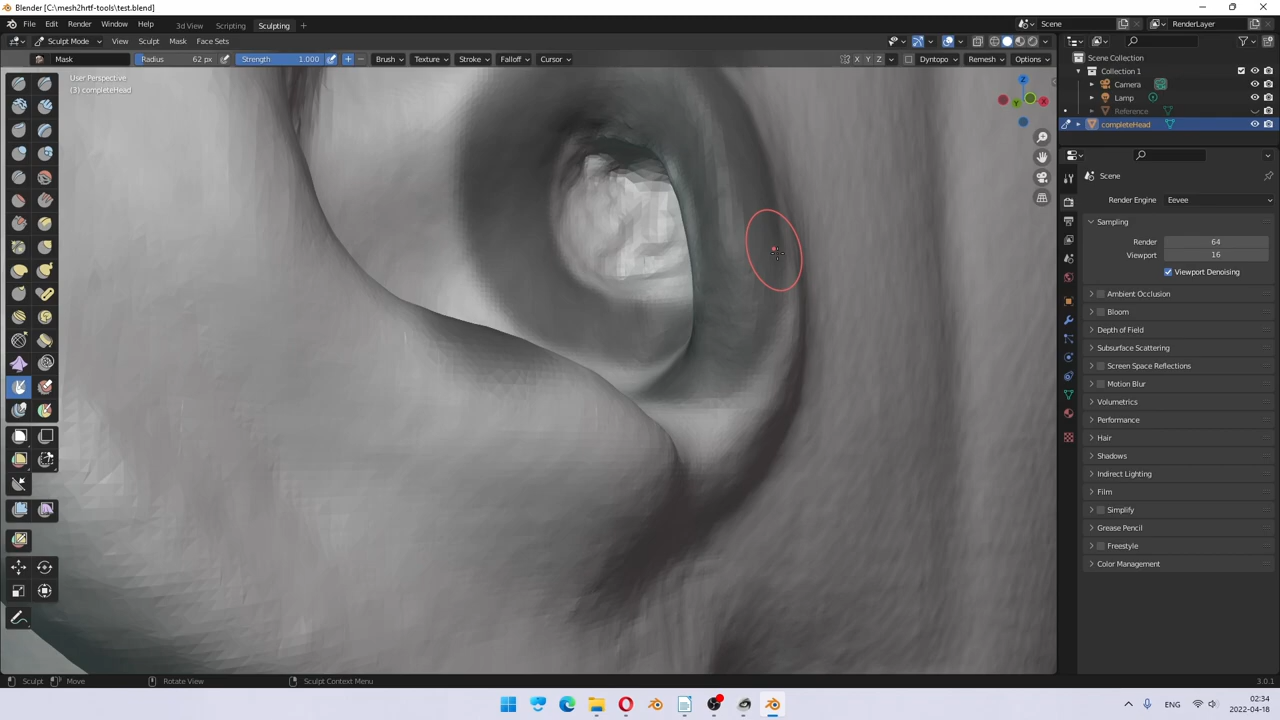 Blender [C:\mesh2hrtf-tools\test.blend]
File Edit Render Window Help 3d View Scripting Sculpting Scene RenderLayer
Sculpt Mode View Sculpt Mask Face Sets
Mask Radius 62 px Strength 1.000 Brush Texture Stroke Falloff Cursor X Y Z Dyntopo Remesh Options
User Perspective
(3) completeHead
Z
Y X
Scene Collection
Collection 1
Camera
Lamp
Reference
completeHead
Scene
Render Engine Eevee
Sampling
Render 64
Viewport 16
Viewport Denoising
Ambient Occlusion
Bloom
Depth of Field
Subsurface Scattering
Screen Space Reflections
Motion Blur
Volumetrics
Performance
Hair
Shadows
Indirect Lighting
Film
Simplify
Grease Pencil
Freestyle
Color Management
Sculpt Move Rotate View Sculpt Context Menu 3.0.1
ENG 02:34
2022-04-18